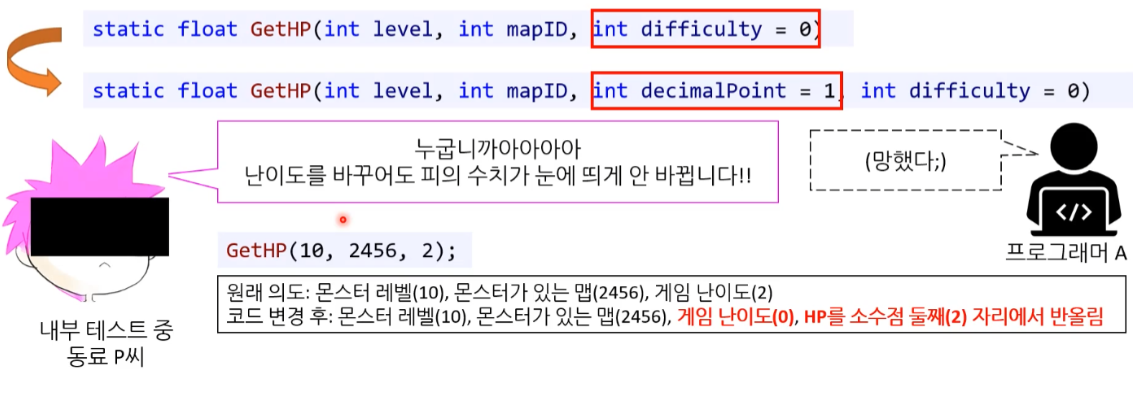 static float GetHP(int level, int mapID, int difficulty = 0)
static float GetHP(int level, int mapID, int decimalPoint = 1, int difficulty = 0)
누굽니까아아아아
난이도를 바꾸어도 피의 수치가 눈에 띄게 안 바뀝니다!!
(망했다;)
</>
프로그래머 A
GetHP(10, 2456, 2);
원래 의도: 몬스터 레벨(10), 몬스터가 있는 맵(2456), 게임 난이도(2)
코드 변경 후: 몬스터 레벨(10), 몬스터가 있는 맵(2456), 게임 난이도(0), HP를 소수점 둘째(2) 자리에서 반올림
내부 테스트 중
동료 P씨